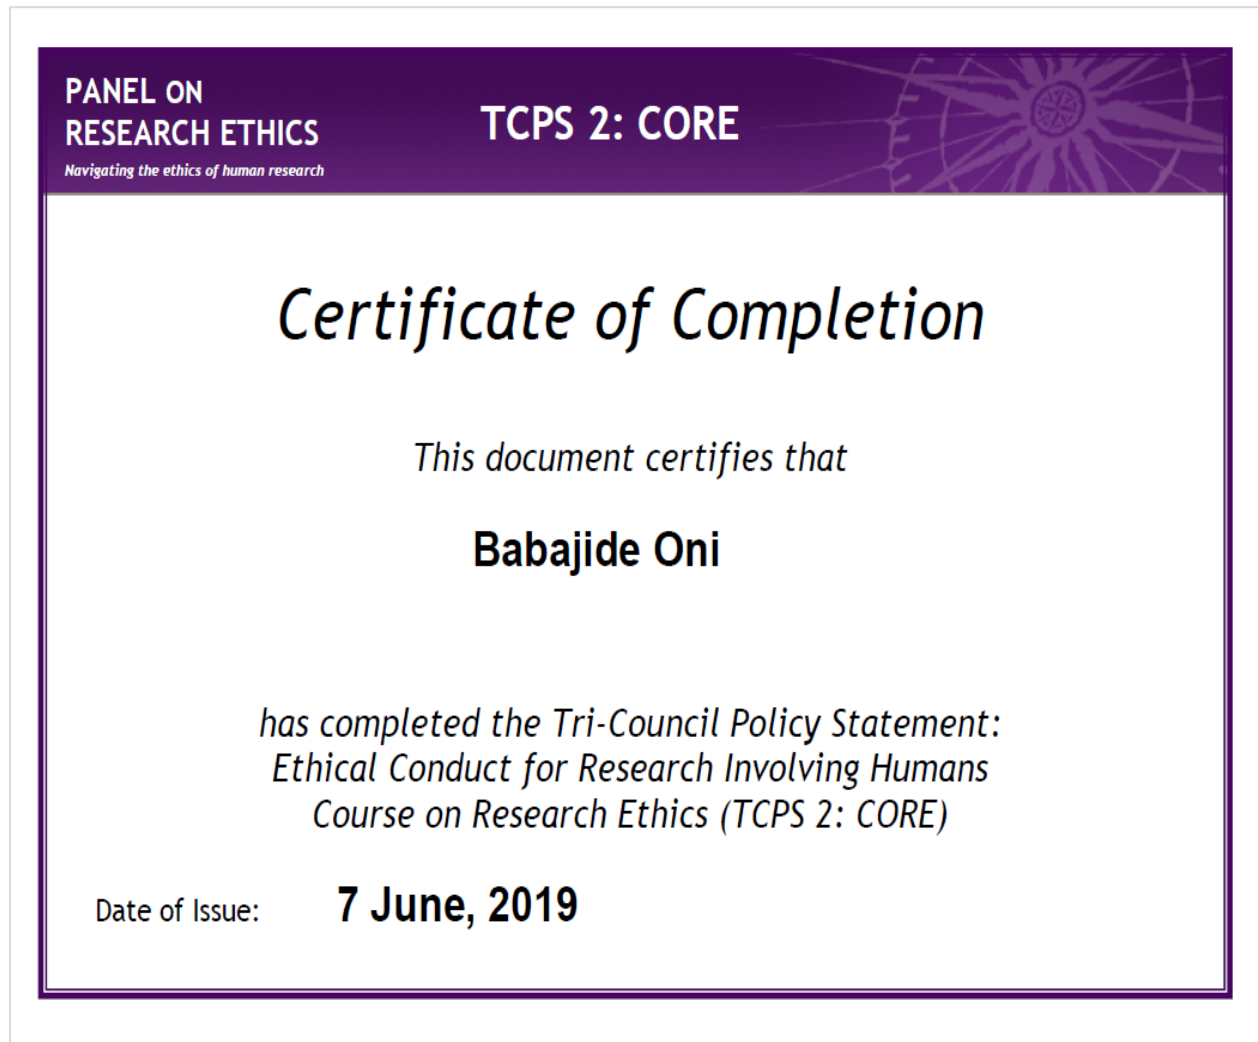 PANEL ON
RESEARCH ETHICS
Navigating the ethics of human research
TCPS 2: CORE
Certificate of Completion
This document certifies that
Babajide Oni
has completed the Tri-Council Policy Statement:
Ethical Conduct for Research Involving Humans
Course on Research Ethics (TCPS 2: CORE)
Date of Issue: 7 June, 2019